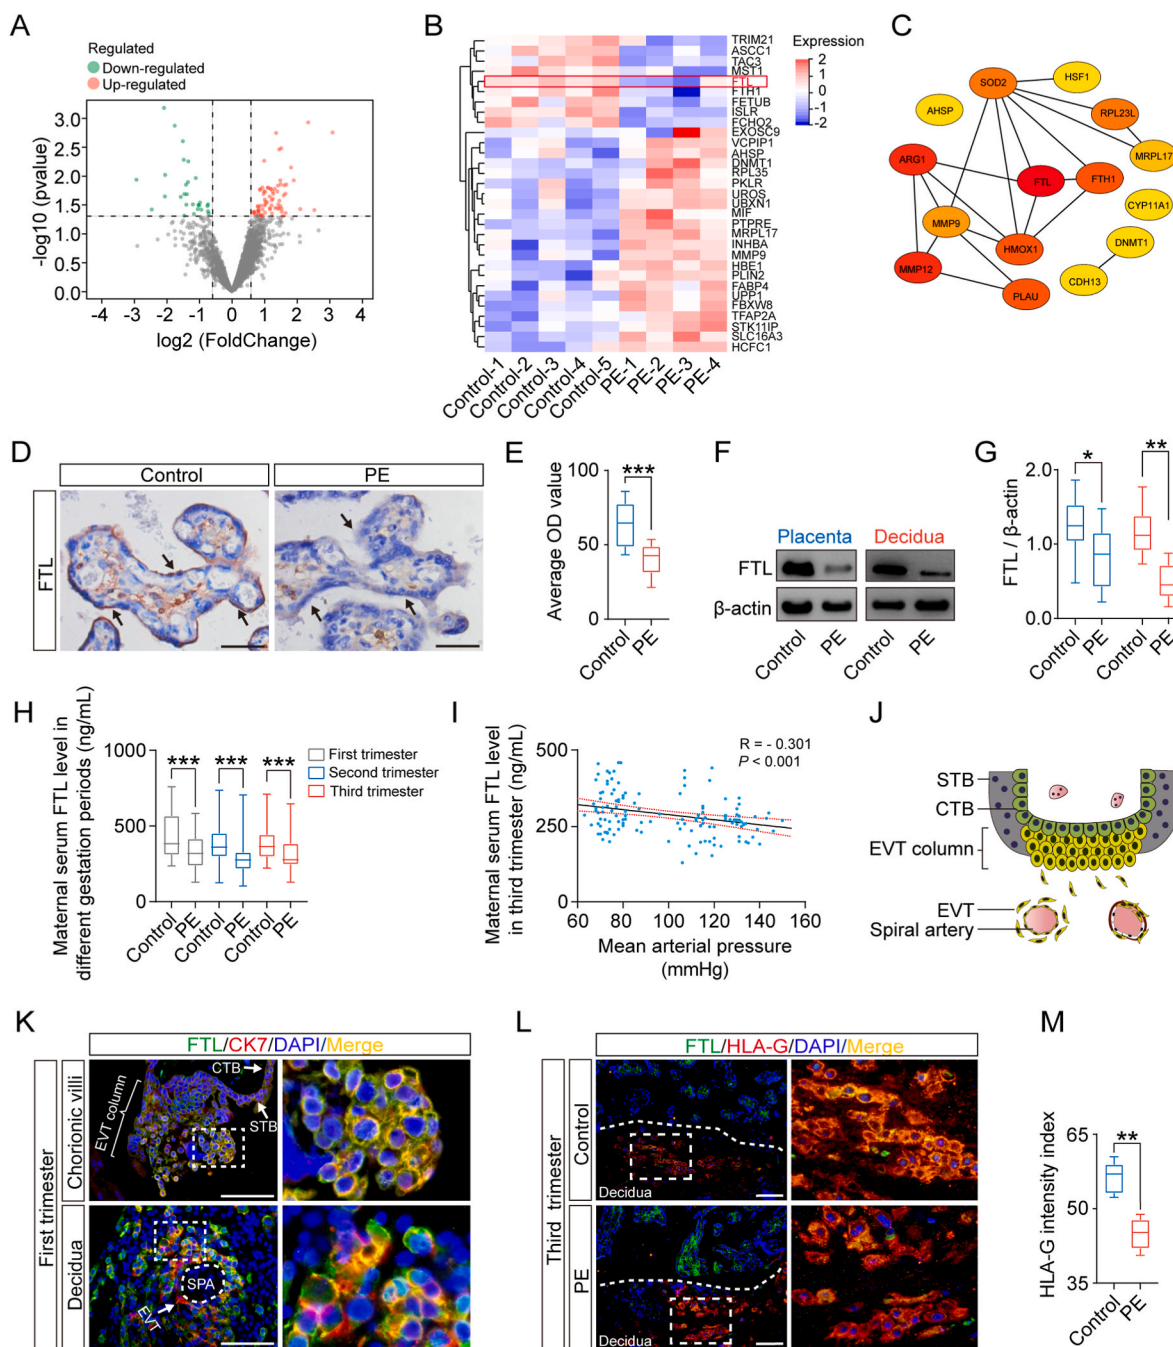 A
Regulated
Down-regulated
Up-regulated
-log10 (pvalue)
3.0
2.5
2.0
1.5
1.0
0.5
0.0
-4 -3 -2 -1 0 1 2 3 4
log2 (FoldChange)
B
TRIM21
ASCC1
TAC3
MST1
FTL
FTH1
FETUB
ISLR
FCHO2
EXOSC9
VCPIP1
AHSP
DNMT1
RPL35
PKLR
UROS
UBXN1
MIF
PTPRE
MRPL17
INHBA
MMP9
HBE1
PLIN2
FABP4
UPP1
FBXW8
TFAP2A
STK11IP
SLC16A3
HCFC1
Expression
2
1
0
-1
-2
Control-1 Control-2 Control-3 Control-4 Control-5 PE-1 PE-2 PE-3 PE-4
C
SOD2
HSF1
AHSP
RPL23L
MRPL17
ARG1
FTL
FTH1
CYP11A1
MMP9
HMOX1
DNMT1
MMP12
CDH13
PLAU
D
Control PE
FTL
E
Average OD value
100
50
0
***
Control PE
F
Placenta Decidua
FTL
β-actin
Control PE Control PE
G
FTL / β-actin
2.0
1.0
0
* **
Control PE Control PE
H
Maternal serum FTL level in
different gestation periods (ng/mL)
1000
500
0
*** *** ***
First trimester
Second trimester
Third trimester
Control PE Control PE Control PE
I
Maternal serum FTL level
in third trimester (ng/mL)
500
250
0
R = - 0.301
P < 0.001
60 80 100 120 140 160
Mean arterial pressure
(mmHg)
J
STB
CTB
EVT column
EVT
Spiral artery
K
FTL/CK7/DAPI/Merge
First trimester
Chorionic villi
EVT column
CTB
STB
Decidua
SPA
EVT
L
FTL/HLA-G/DAPI/Merge
Third trimester
Control
Decidua
PE
Decidua
M
HLA-G intensity index
65
50
35
**
Control PE